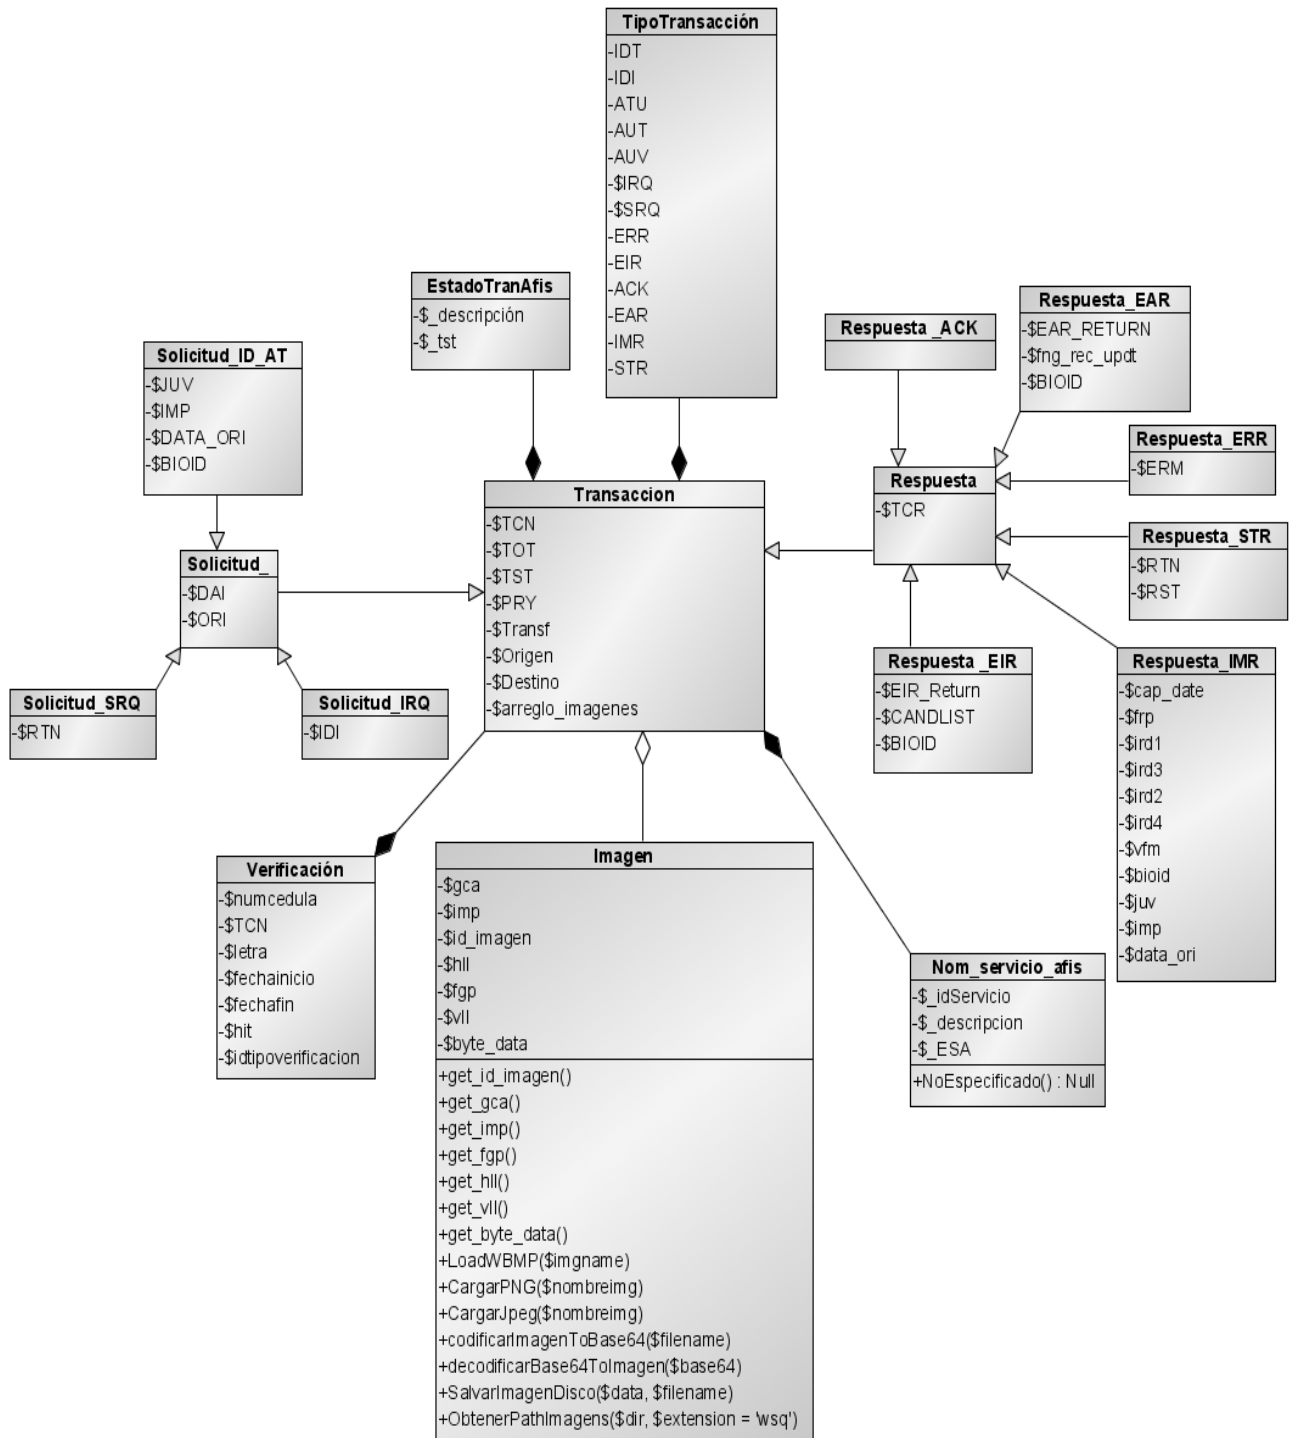 TipoTransacción
-IDT
-IDI
-ATU
-AUT
-AUV
-$IRQ
-$SRQ
-ERR
-EIR
-ACK
-EAR
-IMR
-STR
EstadoTranAfis
-$_descripción
-$_tst
Respuesta _ACK
Respuesta_EAR
-$EAR_RETURN
-$fng_rec_updt
-$BIOID
Solicitud_ID_AT
-$JUV
-$IMP
-$DATA_ORI
-$BIOID
Respuesta_ERR
-$ERM
Respuesta
-$TCR
Transaccion
-$TCN
-$TOT
-$TST
-$PRY
-$Transf
-$Origen
-$Destino
-$arreglo_imagenes
Respuesta_STR
-$RTN
-$RST
Solicitud_
-$DAI
-$ORI
Solicitud_SRQ
-$RTN
Solicitud_IRQ
-$IDI
Respuesta _EIR
-$EIR_Return
-$CANDLIST
-$BIOID
Respuesta_IMR
-$cap_date
-$frp
-$ird1
-$ird3
-$ird2
-$ird4
-$vfm
-$bioid
-$juv
-$imp
-$data_ori
Verificación
-$numcedula
-$TCN
-$letra
-$fechainicio
-$fechafin
-$hit
-$idtipoverificacion
Imagen
-$gca
-$imp
-$id_imagen
-$hll
-$fgp
-$vll
-$byte_data
+get_id_imagen()
+get_gca()
+get_imp()
+get_fgp()
+get_hll()
+get_vll()
+get_byte_data()
+LoadWBMP($imgname)
+CargarPNG($nombreimg)
+CargarJpeg($nombreimg)
+codificarImagenToBase64($filename)
+decodificarBase64ToImagen($base64)
+SalvarImagenDisco($data, $filename)
+ObtenerPathImagens($dir, $extension = 'wsq')
Nom_servicio_afis
-$_idServicio
-$_descripcion
-$_ESA
+NoEspecificado() : Null